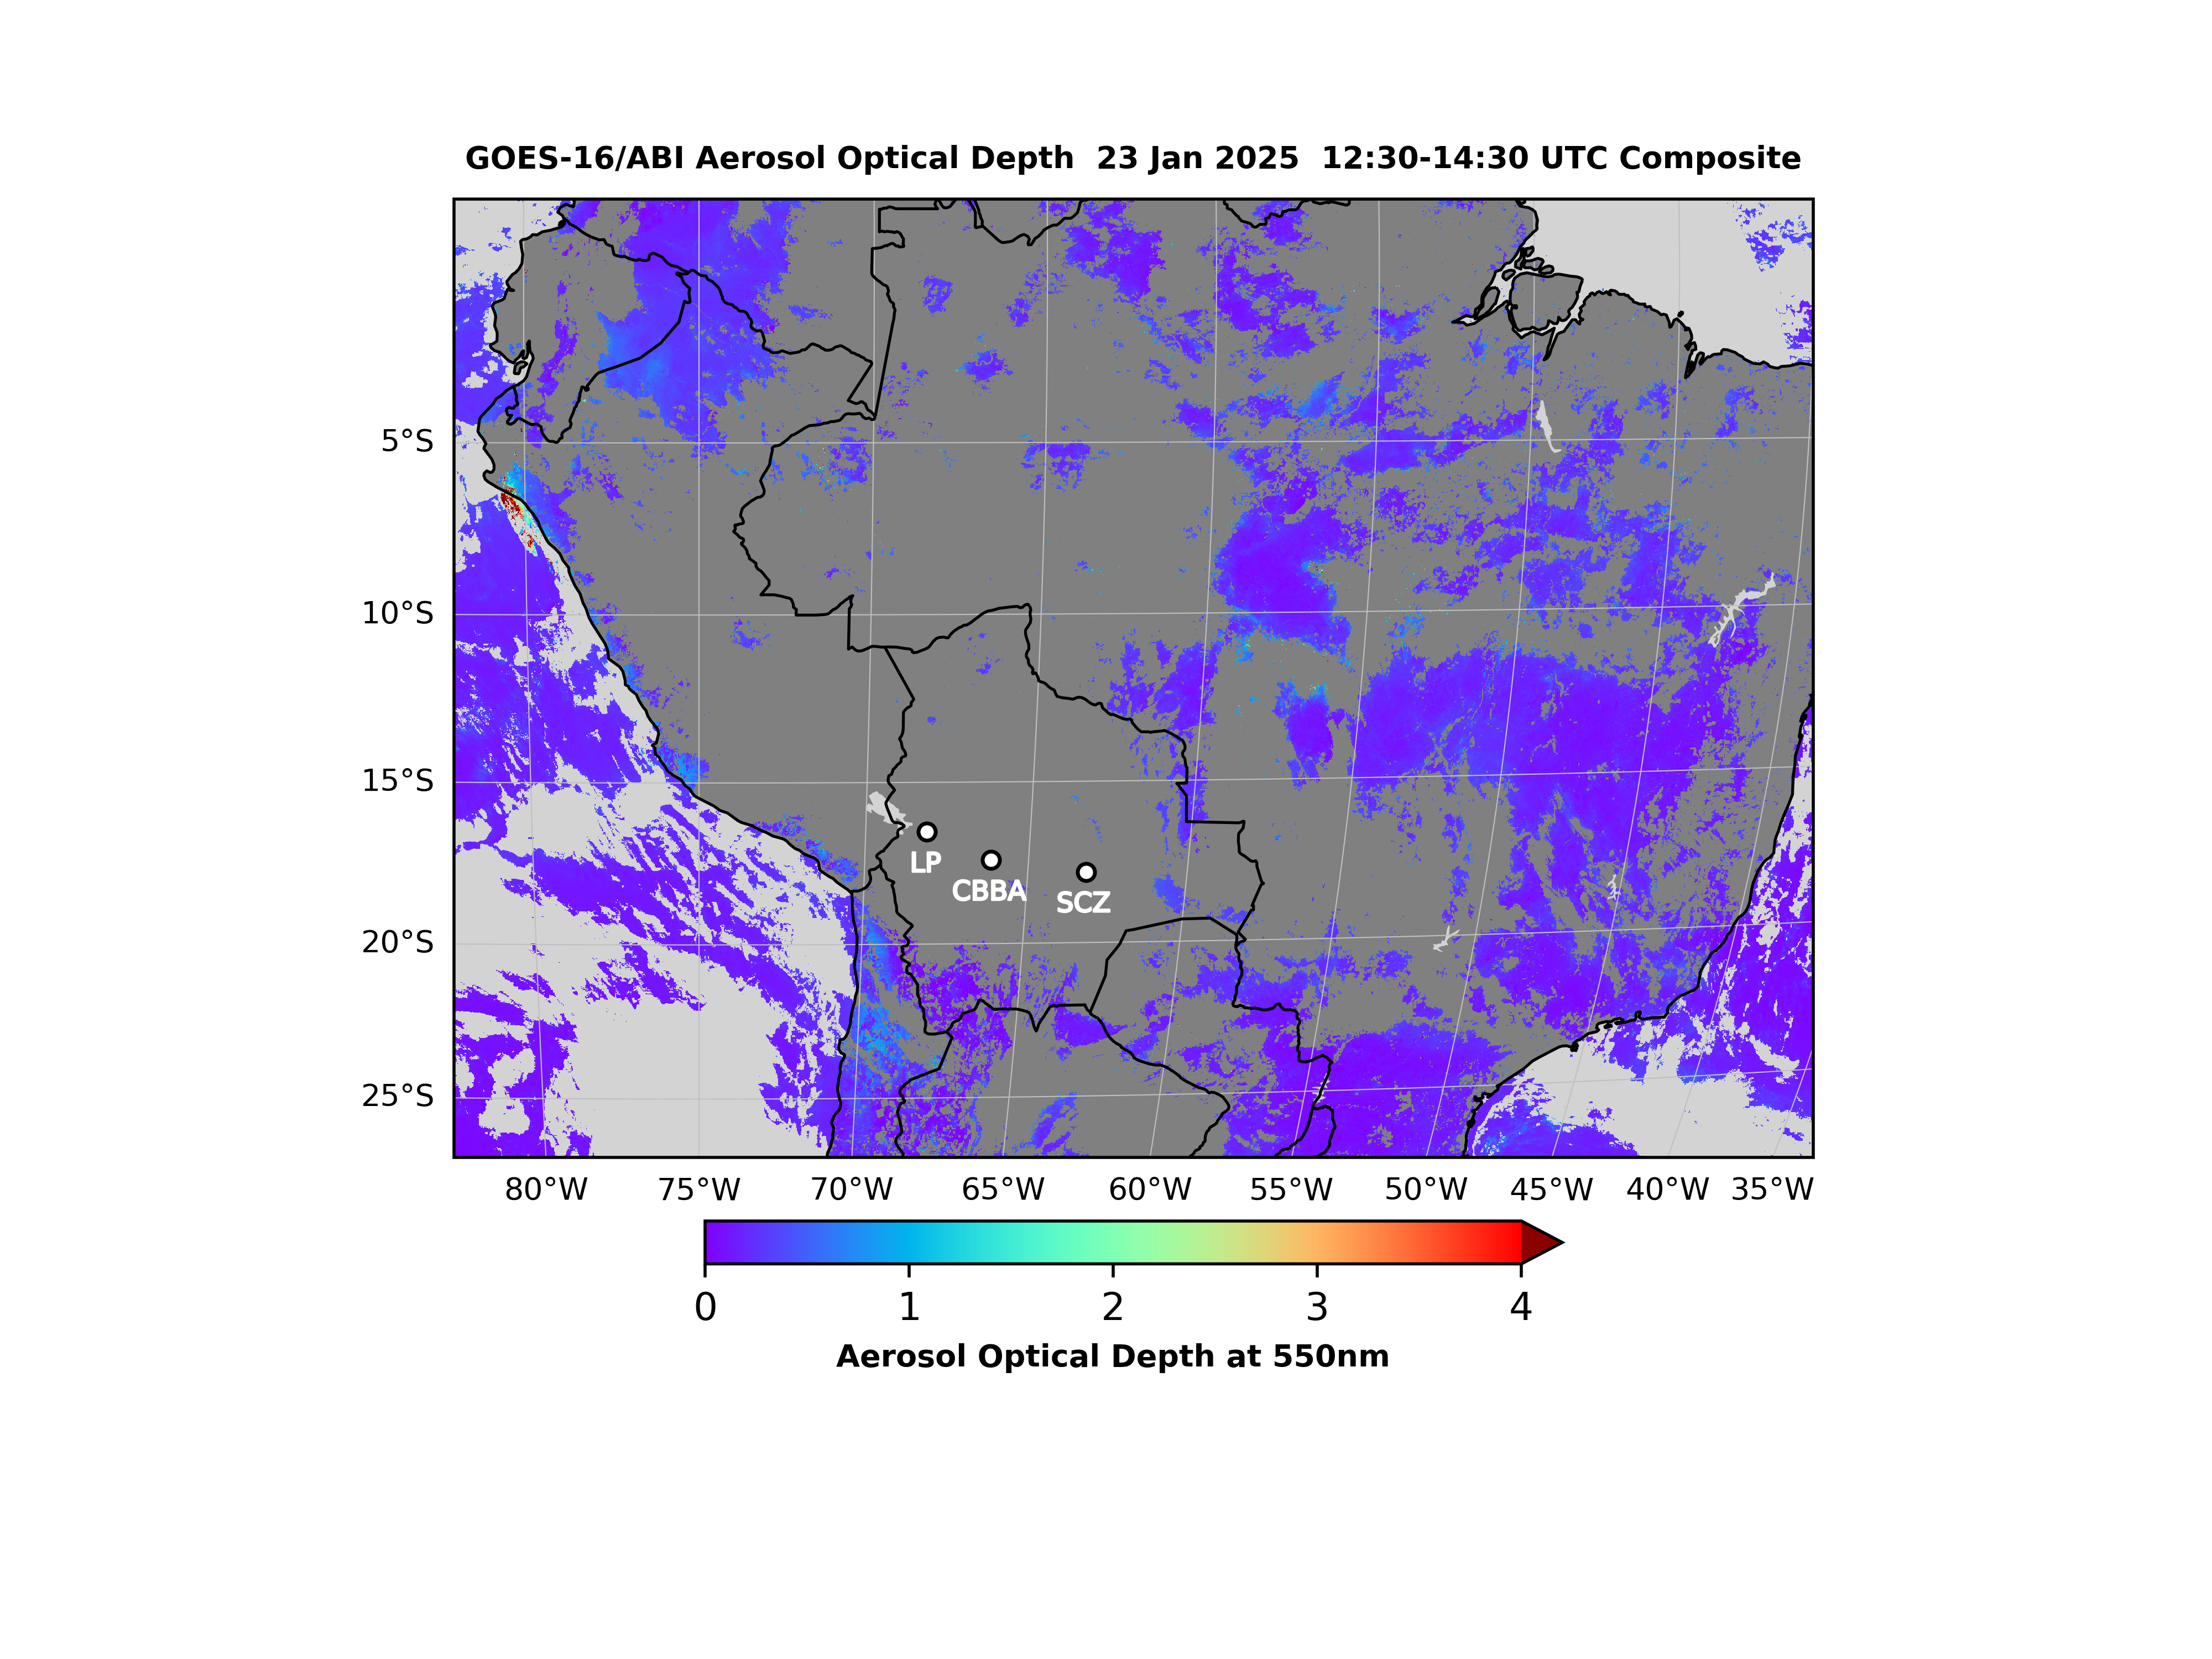 GOES-16/ABI Aerosol Optical Depth  23 Jan 2025  12:30-14:30 UTC Composite
5°S
10°S
15°S
LP
CBBA
SCZ
20°S
25°S
80°W 75°W 70°W 65°W 60°W 55°W 50°W 45°W 40°W 35°W
0 1 2 3 4
Aerosol Optical Depth at 550nm